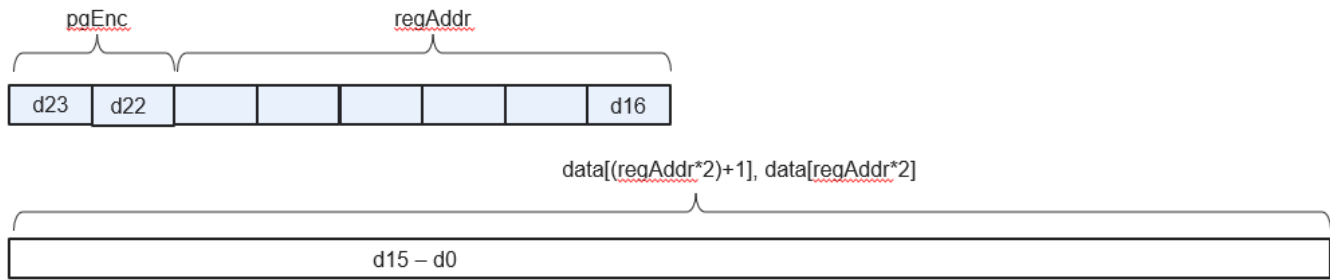 pgEnc regAddr
d23 d22 d16
data[(regAddr*2)+1], data[regAddr*2]
d15 – d0